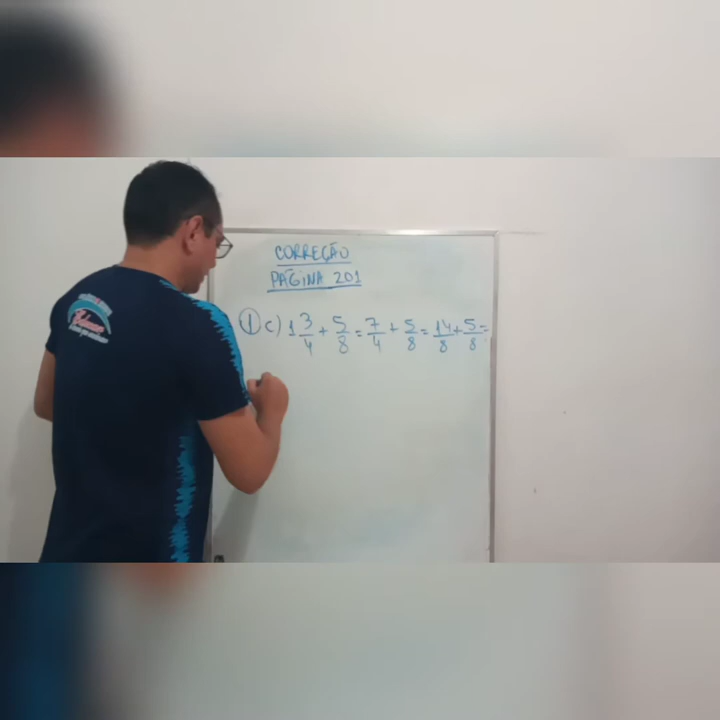 CORREÇÃO
PÁGINA 201
① c) 1 3/4 + 5/8 = 7/4 + 5/8 = 14/8 + 5/8 =